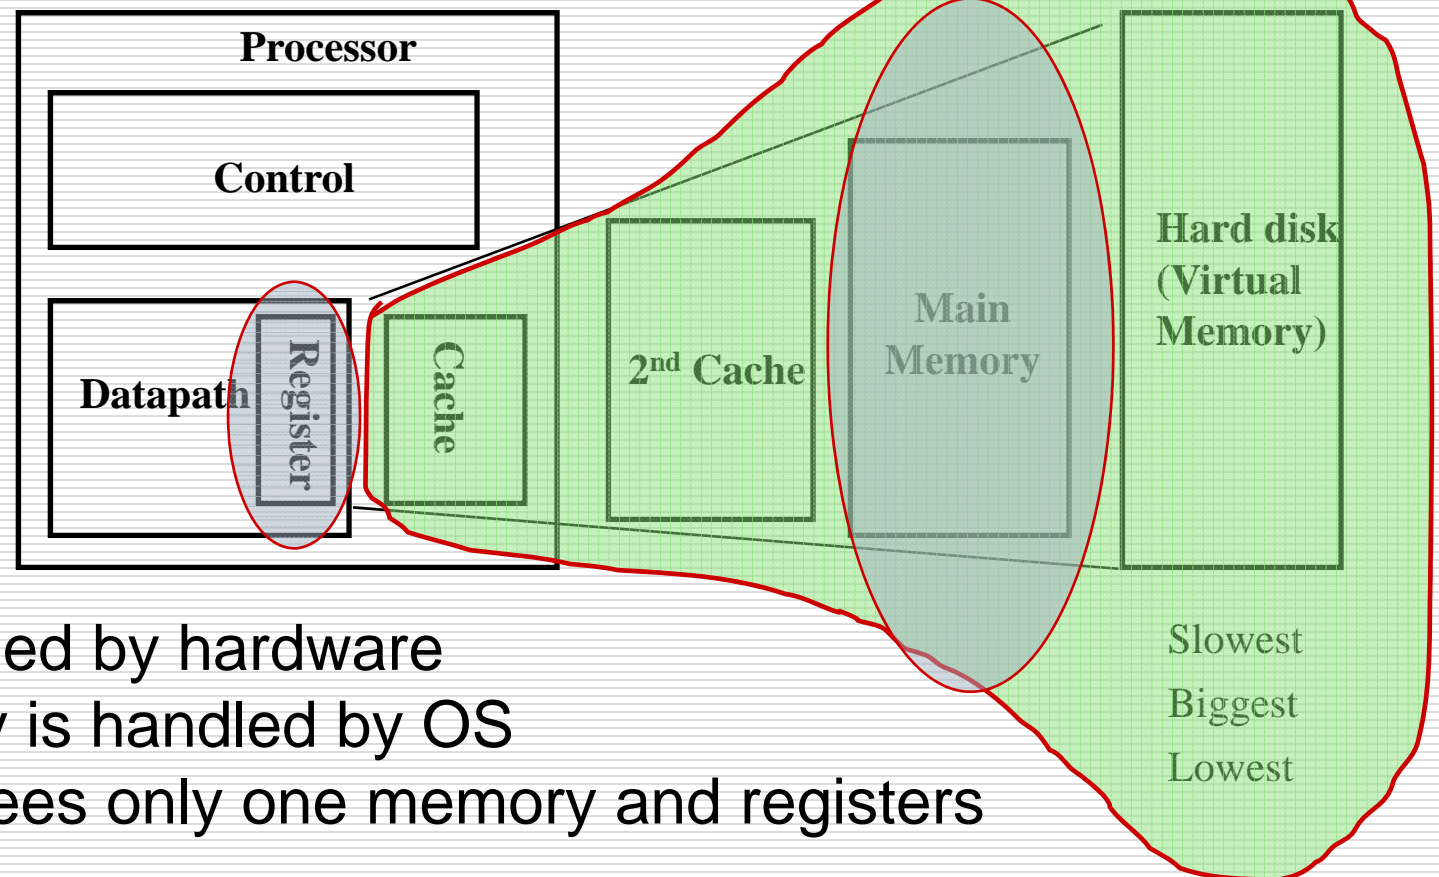 Processor
Control
Datapath
Register
Cache
2nd Cache
Main
Memory
Hard disk
(Virtual
Memory)
Slowest
Biggest
Lowest
ed by hardware
is handled by OS
ees only one memory and registers